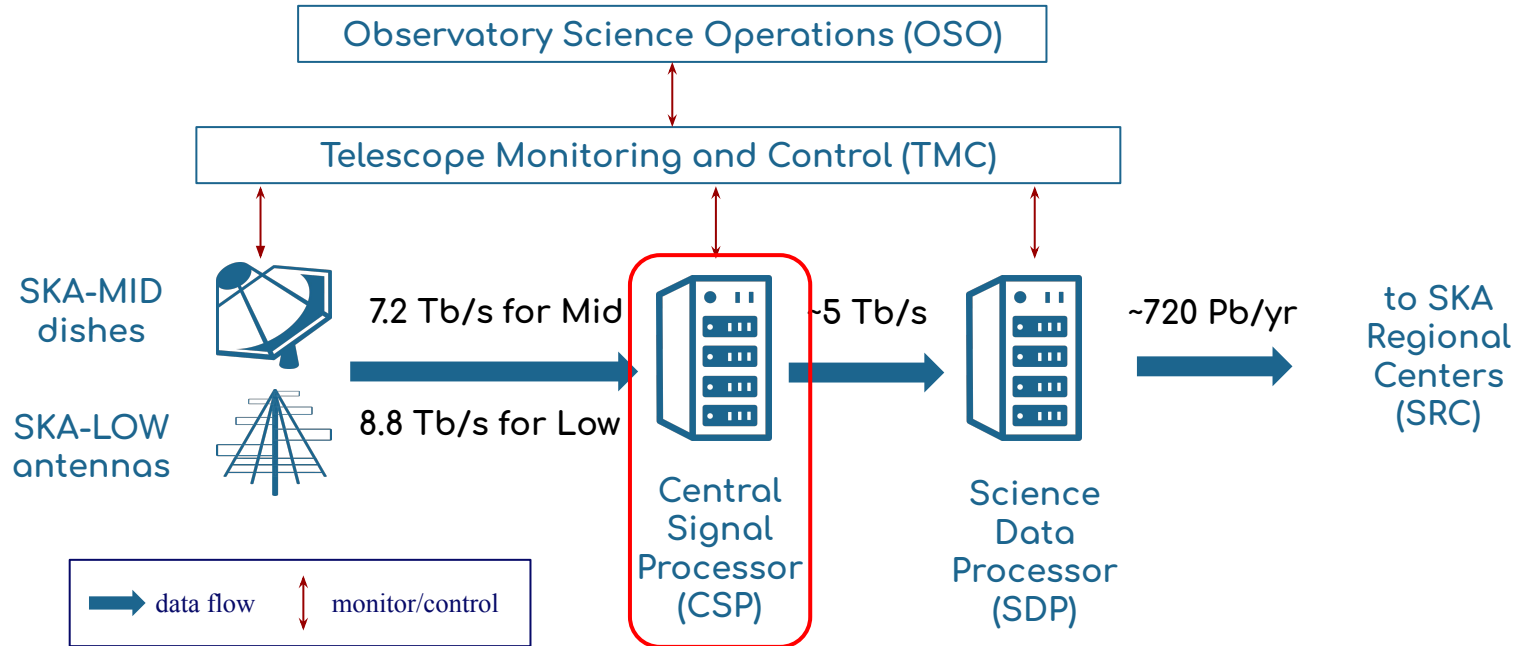 Observatory Science Operations (OSO)
Telescope Monitoring and Control (TMC)
SKA-MID
dishes
7.2 Tb/s for Mid
~5 Tb/s
~720 Pb/yr
to SKA
Regional
Centers
(SRC)
SKA-LOW
antennas
8.8 Tb/s for Low
Central
Signal
Processor
(CSP)
Science
Data
Processor
(SDP)
data flow
monitor/control